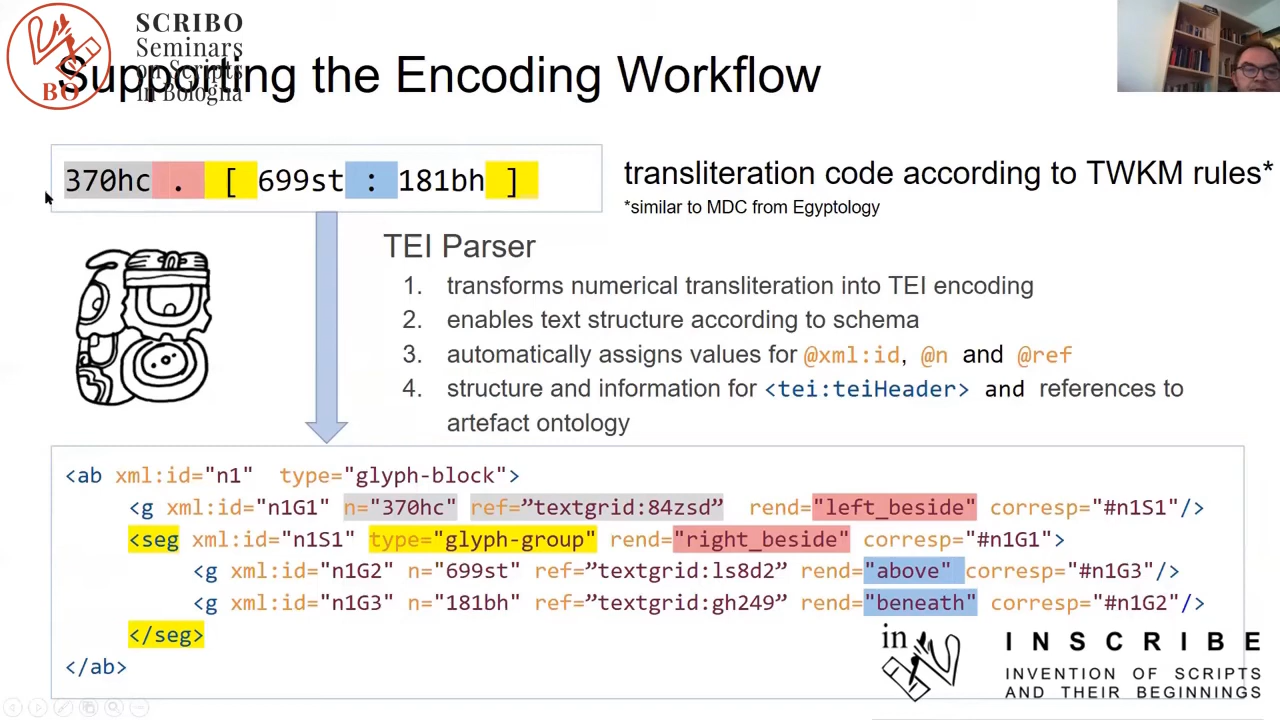 SCRIBO
Seminars
on Scripts
in Bologna
BO
Supporting the Encoding Workflow
370hc . [ 699st : 181bh ]
transliteration code according to TWKM rules*
*similar to MDC from Egyptology
TEI Parser
1. transforms numerical transliteration into TEI encoding
2. enables text structure according to schema
3. automatically assigns values for @xml:id, @n and @ref
4. structure and information for <tei:teiHeader> and references to
artefact ontology
<ab xml:id="n1" type="glyph-block">
<g xml:id="n1G1" n="370hc" ref=”textgrid:84zsd” rend="left_beside" corresp="#n1S1"/>
<seg xml:id="n1S1" type="glyph-group" rend="right_beside" corresp="#n1G1">
<g xml:id="n1G2" n="699st" ref=”textgrid:ls8d2” rend="above" corresp="#n1G3"/>
<g xml:id="n1G3" n="181bh" ref=”textgrid:gh249” rend="beneath" corresp="#n1G2"/>
</seg>
</ab>
in
INSCRIBE
INVENTION OF SCRIPTS
AND THEIR BEGINNINGS